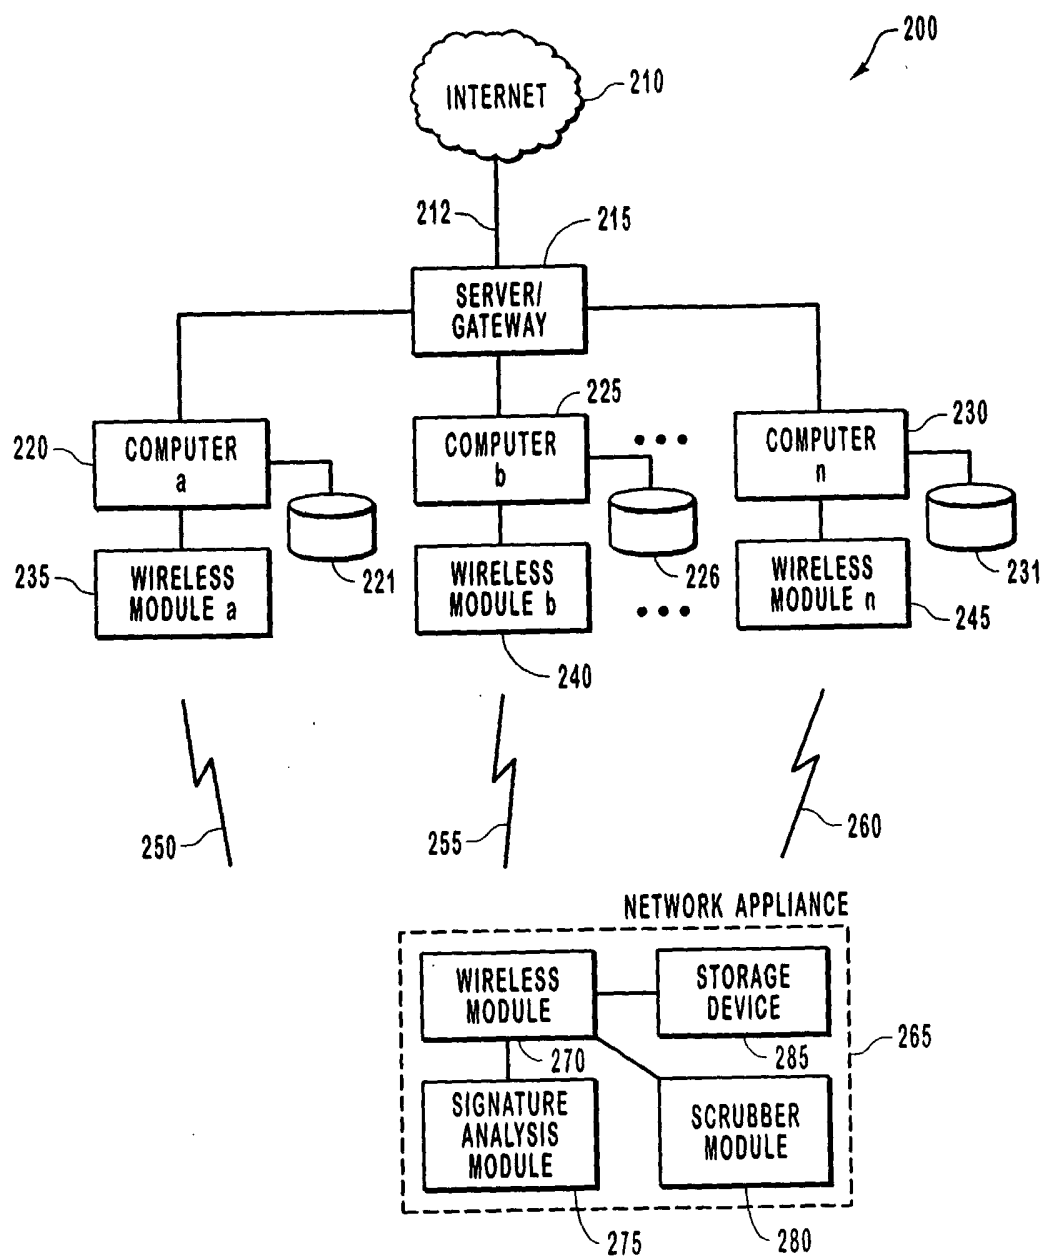 200
INTERNET
210
212
215
SERVER/
GATEWAY
225
220
COMPUTER
a
COMPUTER
b
• • •
COMPUTER
n
230
235
WIRELESS
MODULE a
221
WIRELESS
MODULE b
226
• • •
WIRELESS
MODULE n
231
245
240
250
255
260
NETWORK APPLIANCE
WIRELESS
MODULE
STORAGE
DEVICE
265
270
285
SIGNATURE
ANALYSIS
MODULE
SCRUBBER
MODULE
275
280